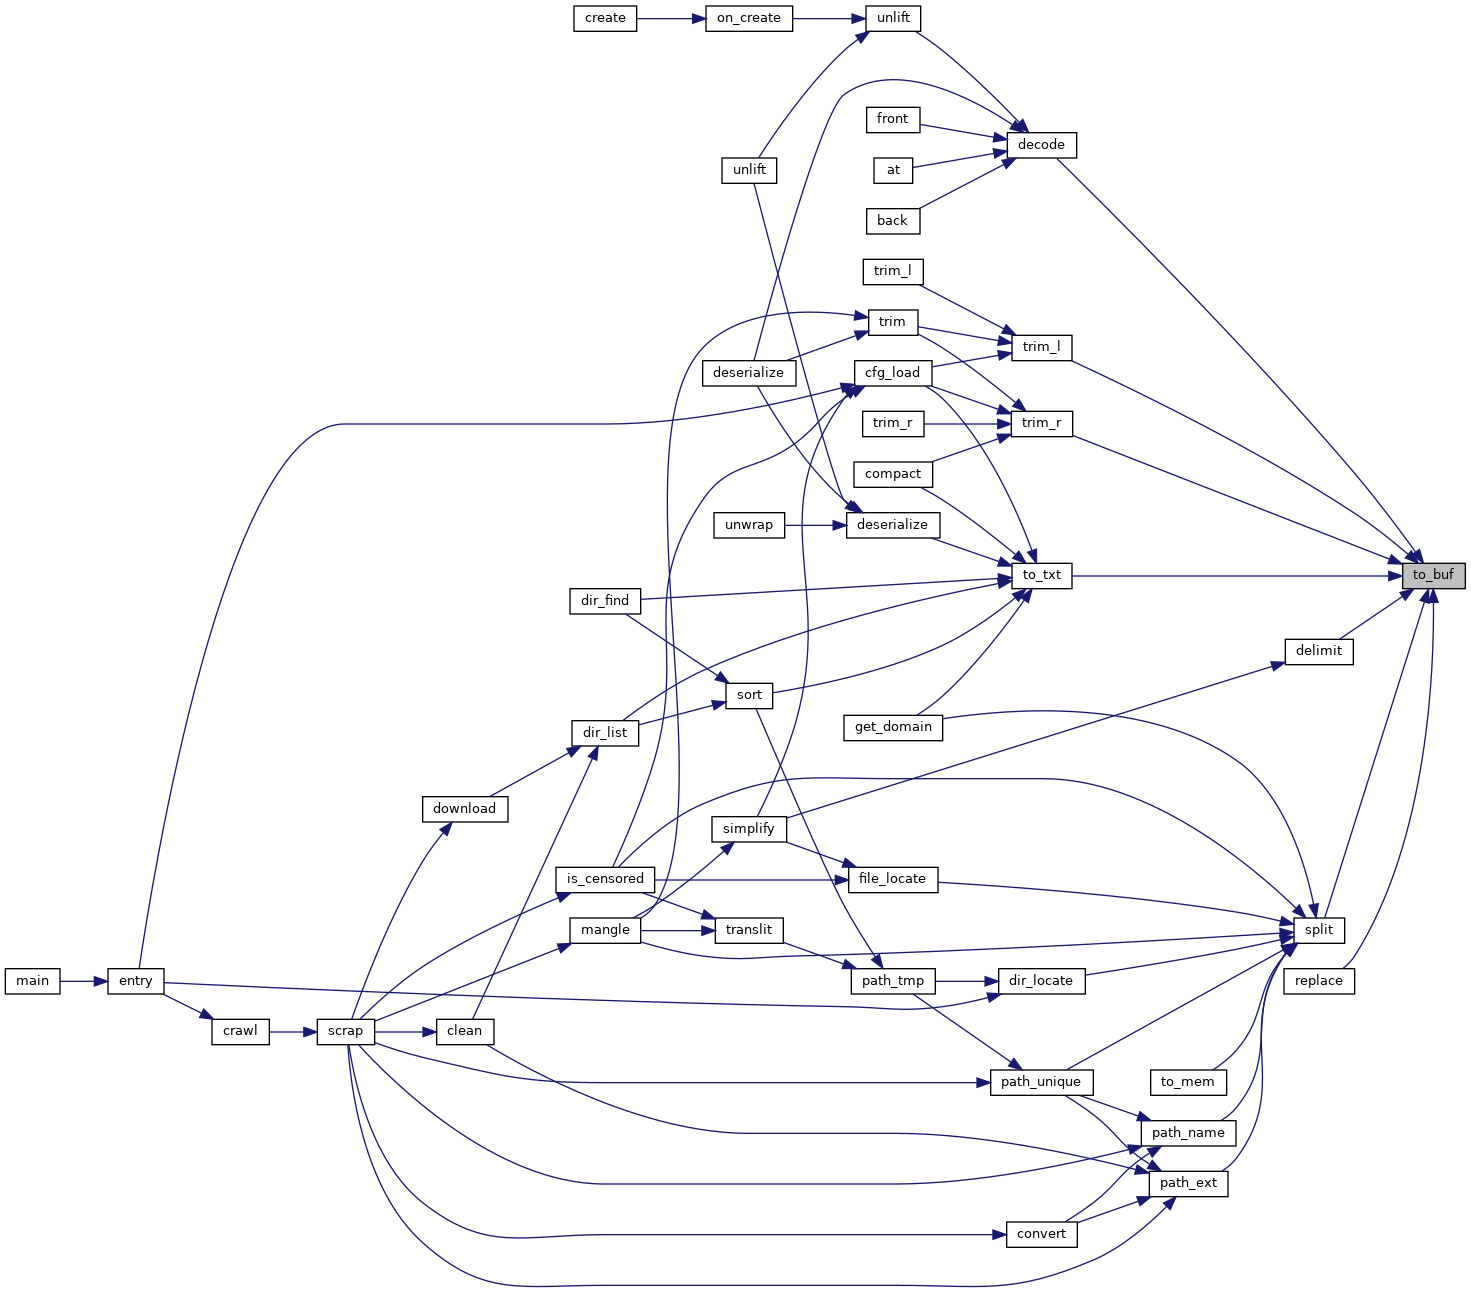 create
on_create
unlift
front
decode
unlift
at
back
trim_l
trim
trim_l
deserialize
cfg_load
trim_r
trim_r
compact
unwrap
deserialize
to_txt
to_buf
dir_find
delimit
sort
dir_list
get_domain
download
simplify
is_censored
file_locate
mangle
translit
split
main
entry
path_tmp
dir_locate
replace
crawl
scrap
clean
path_unique
to_mem
path_name
path_ext
convert